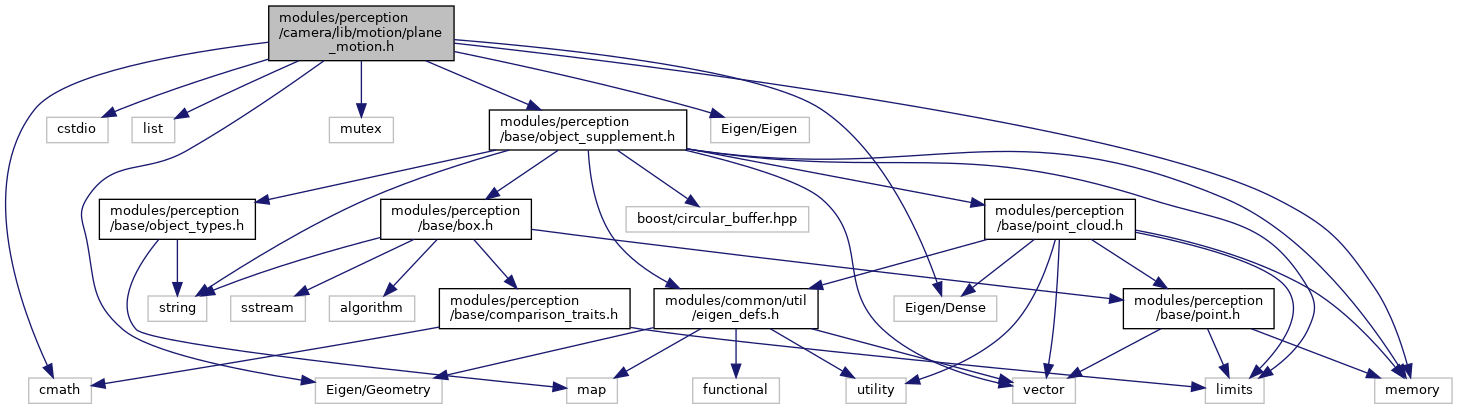 modules/perception
/camera/lib/motion/plane
_motion.h
cstdio
list
mutex
modules/perception
/base/object_supplement.h
Eigen/Eigen
modules/perception
/base/object_types.h
modules/perception
/base/box.h
boost/circular_buffer.hpp
modules/perception
/base/point_cloud.h
string
sstream
algorithm
modules/perception
/base/comparison_traits.h
modules/common/util
/eigen_defs.h
Eigen/Dense
modules/perception
/base/point.h
cmath
Eigen/Geometry
map
functional
utility
vector
limits
memory